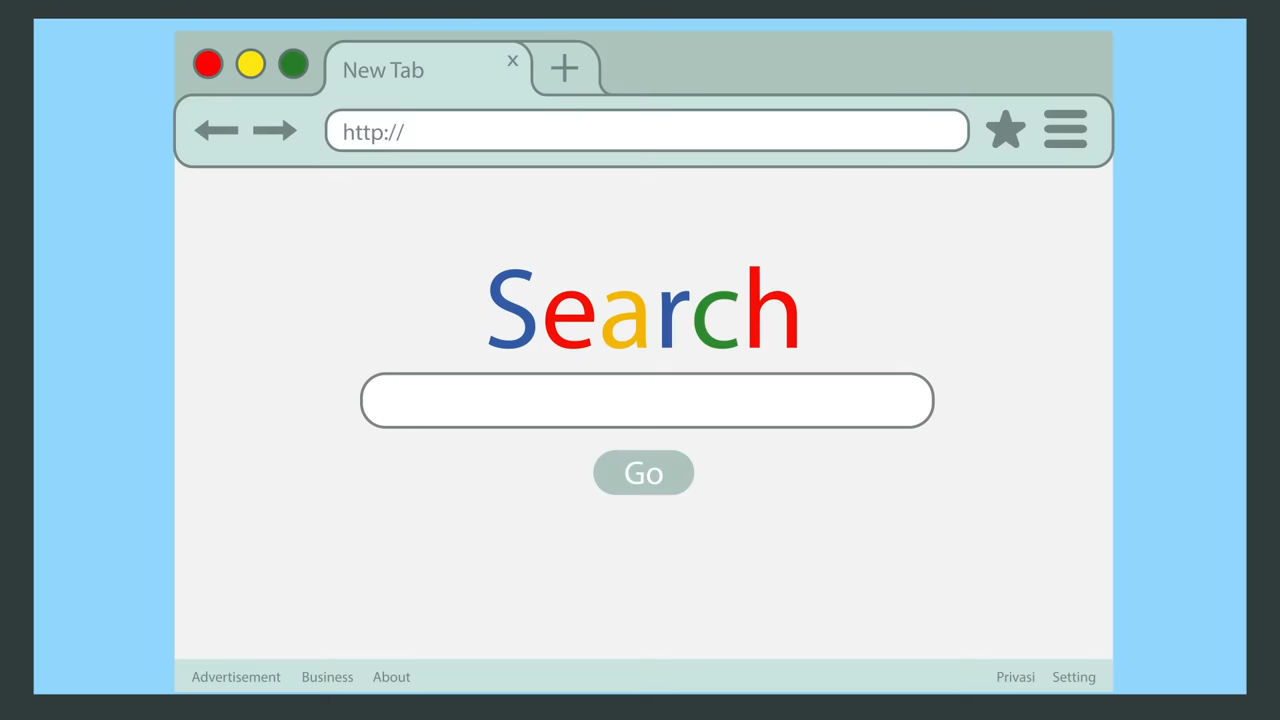 New Tab x
http://
Search
Go
Advertisement Business About Privasi Setting